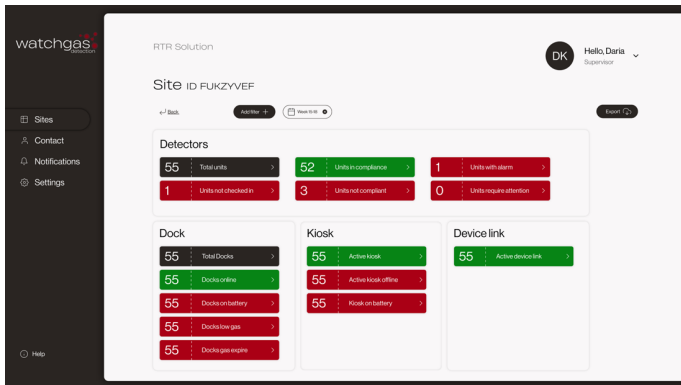 watchgas
detection
RTR Solution
DK
Hello, Daria
Supervisor
Site ID FUKZYVEF
Back
Add filter +
Week 15-16
Export
Sites
Contact
Notifications
Settings
Help
Detectors
55 Total units
52 Units in compliance
1 Units with alarm
1 Units not checked in
3 Units not compliant
0 Units require attention
Dock
55 Total Docks
55 Docks online
55 Docks on battery
55 Docks low gas
55 Docks gas expire
Kiosk
55 Active kiosk
55 Active kiosk offline
55 Kiosk on battery
Device link
55 Active device link